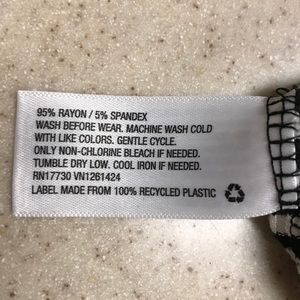 95% RAYON / 5% SPANDEX
WASH BEFORE WEAR. MACHINE WASH COLD
WITH LIKE COLORS. GENTLE CYCLE.
ONLY NON-CHLORINE BLEACH IF NEEDED.
TUMBLE DRY LOW. COOL IRON IF NEEDED.
RN17730 VN1261424
LABEL MADE FROM 100% RECYCLED PLASTIC